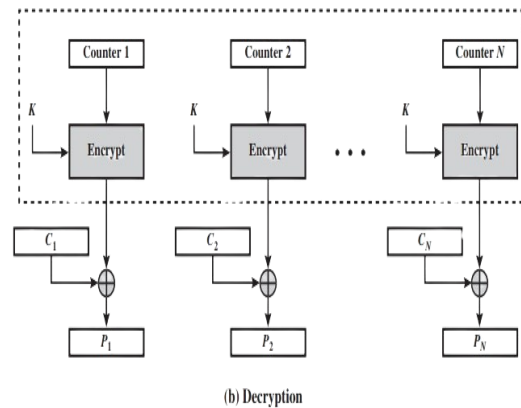 Counter 1 Counter 2 Counter N
K K K
Encrypt Encrypt • • • Encrypt
C1 C2 CN
P1 P2 PN
(b) Decryption